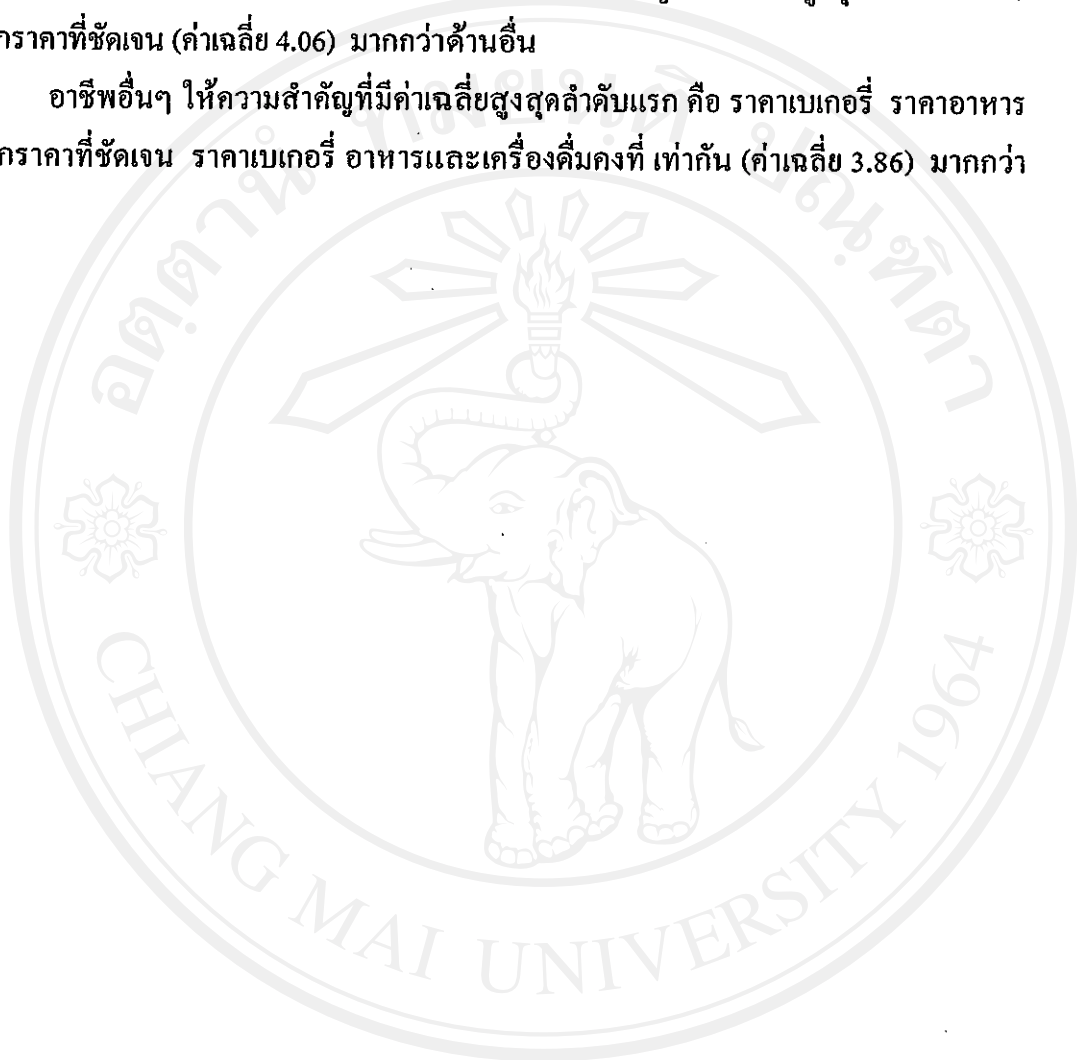 กราคาที่ชัดเจน (ค่าเฉลี่ย 4.06) มากกว่าด้านอื่น
อาชีพอื่นๆ ให้ความสำคัญที่มีค่าเฉลี่ยสูงสุดลำดับแรก คือ ราคาเบเกอรี่ ราคาอาหาร
กราคาที่ชัดเจน ราคาเบเกอรี่ อาหารและเครื่องดื่มคงที่ เท่ากัน (ค่าเฉลี่ย 3.86) มากกว่า
CHIANG MAI UNIVERSITY 1964